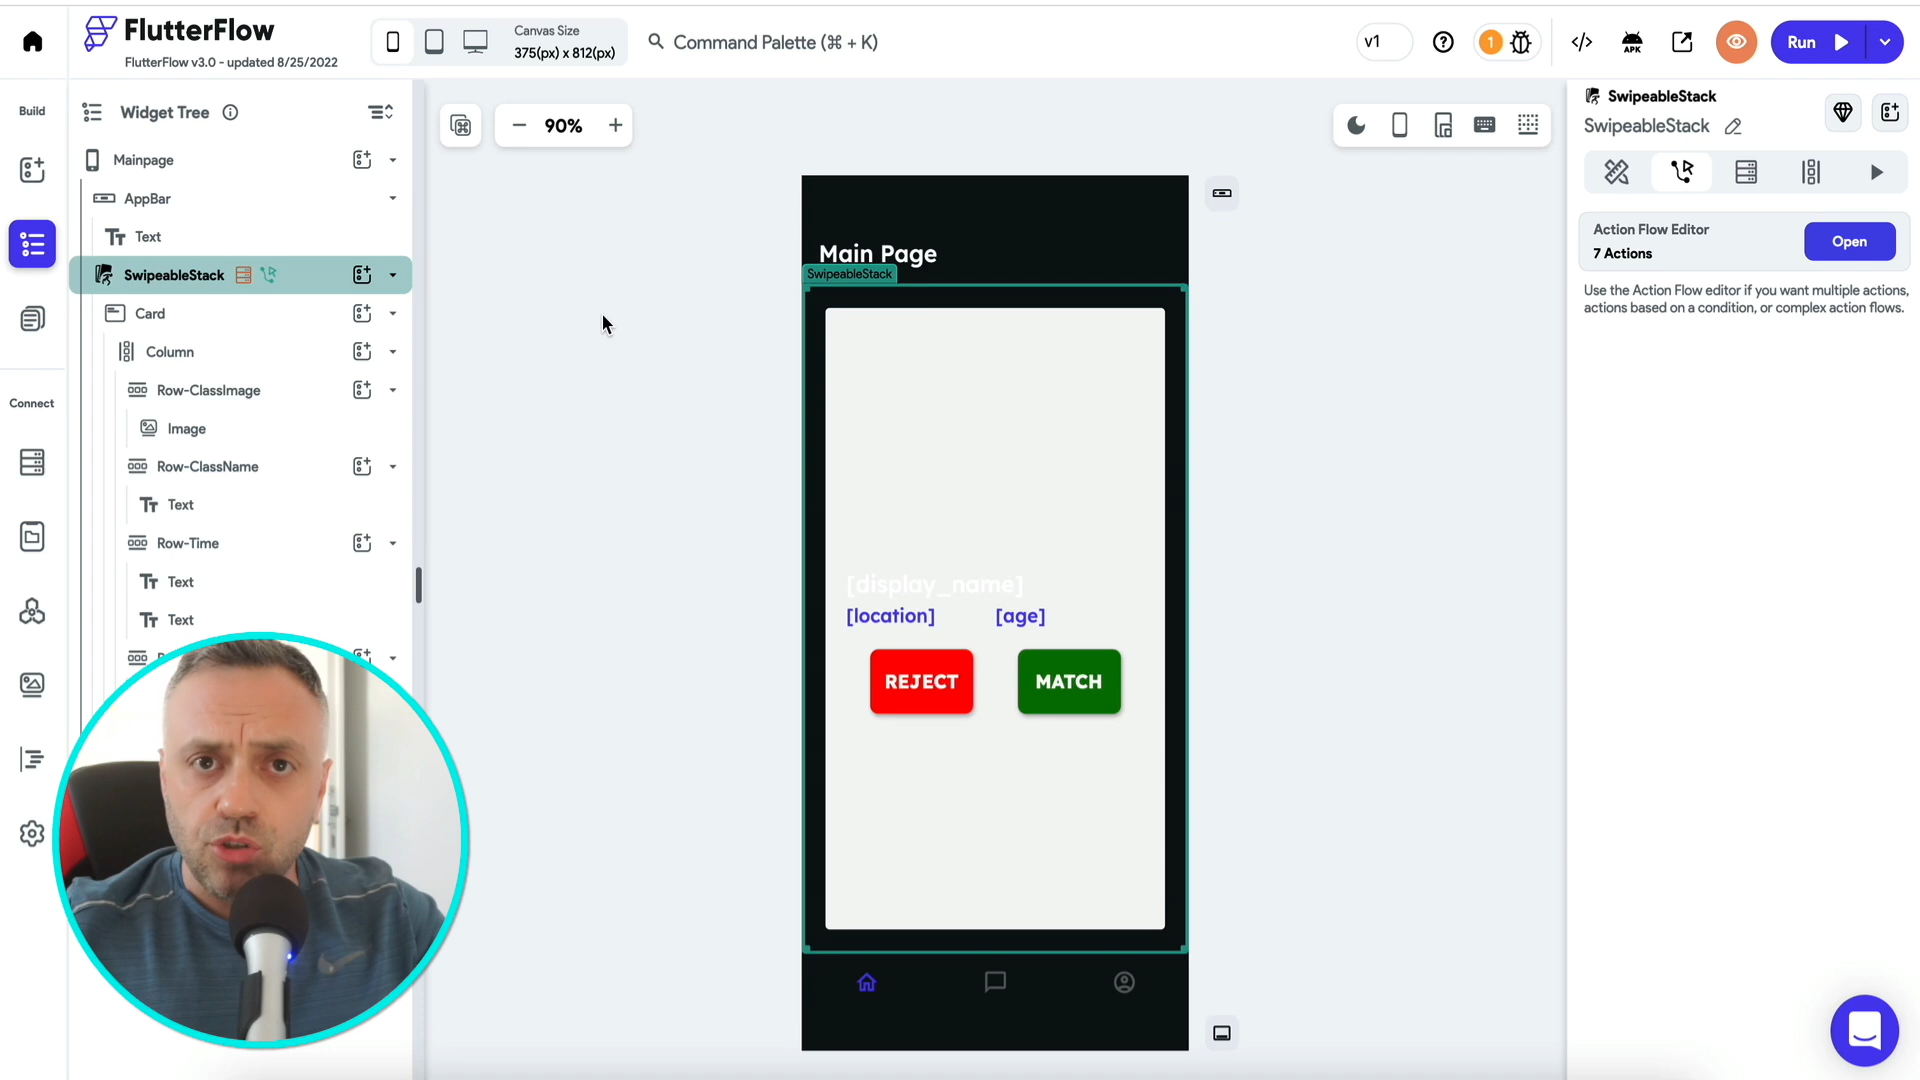 FlutterFlow
FlutterFlow v3.0 - updated 8/25/2022
Canvas Size
375(px) x 812(px)
Command Palette (⌘ + K)
v1
1
APK
Run
Build
Widget Tree
Mainpage
AppBar
Text
SwipeableStack
Card
Column
Row-ClassImage
Image
Row-ClassName
Text
Row-Time
Text
Text
Connect
90%
Main Page
SwipeableStack
[display_name]
[location] [age]
REJECT MATCH
SwipeableStack
SwipeableStack
Action Flow Editor
7 Actions
Open
Use the Action Flow editor if you want multiple actions,
actions based on a condition, or complex action flows.